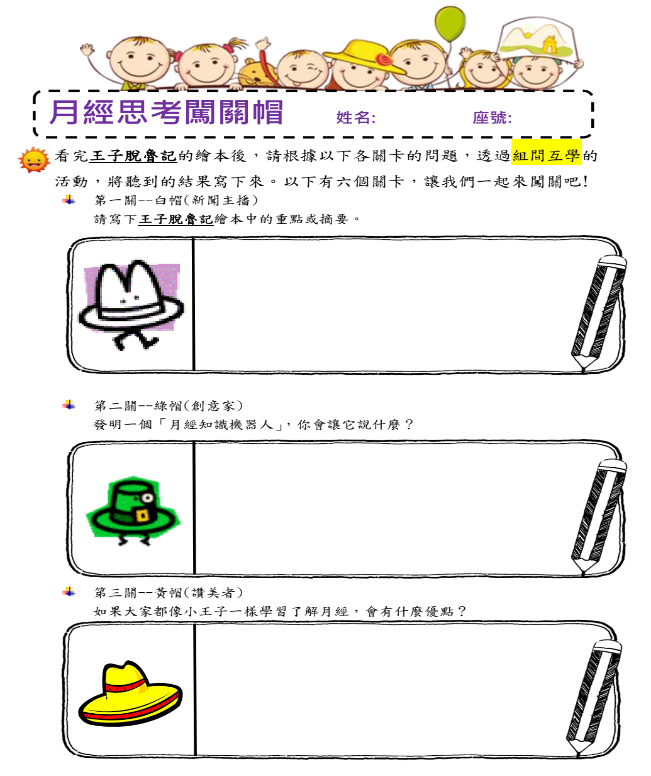 月經思考闖關帽 姓名: 座號:
看完王子脫魯記的繪本後，請根據以下各關卡的問題，透過組間互學的
活動，將聽到的結果寫下來。以下有六個關卡，讓我們一起來闖關吧!
第一關--白帽(新聞主播)
請寫下王子脫魯記繪本中的重點或摘要。
第二關--綠帽(創意家)
發明一個「月經知識機器人」，你會讓它說什麼？
第三關--黃帽(讚美者)
如果大家都像小王子一樣學習了解月經，會有什麼優點？